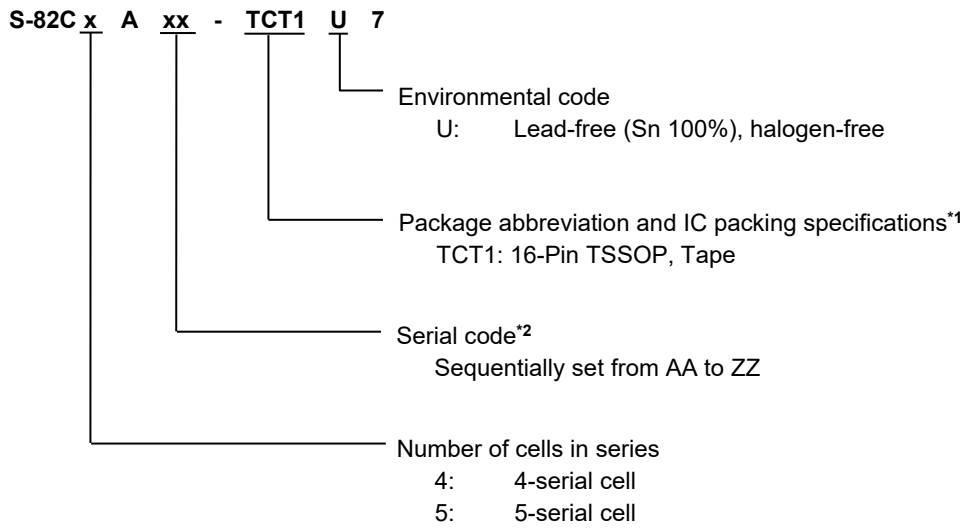 S-82C x A xx - TCT1 U 7
Environmental code
U: Lead-free (Sn 100%), halogen-free
Package abbreviation and IC packing specifications*1
TCT1: 16-Pin TSSOP, Tape
Serial code*2
Sequentially set from AA to ZZ
Number of cells in series
4: 4-serial cell
5: 5-serial cell